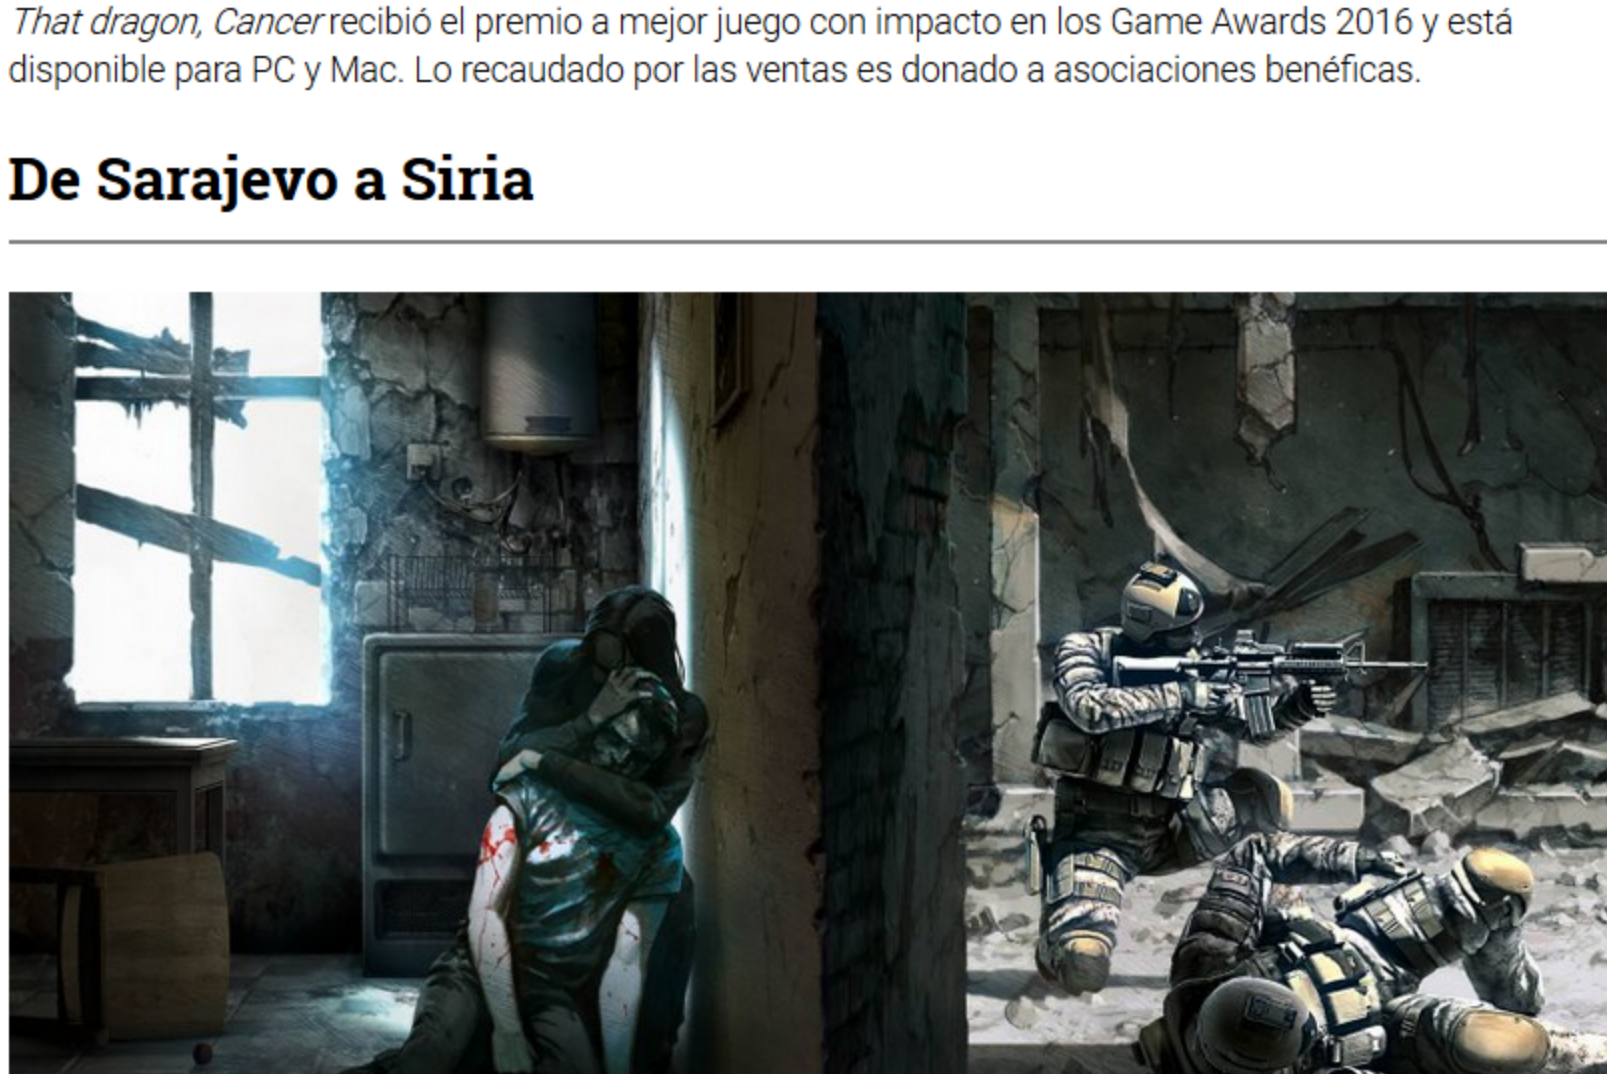 That dragon, Cancer recibió el premio a mejor juego con impacto en los Game Awards 2016 y está
disponible para PC y Mac. Lo recaudado por las ventas es donado a asociaciones benéficas.
De Sarajevo a Siria